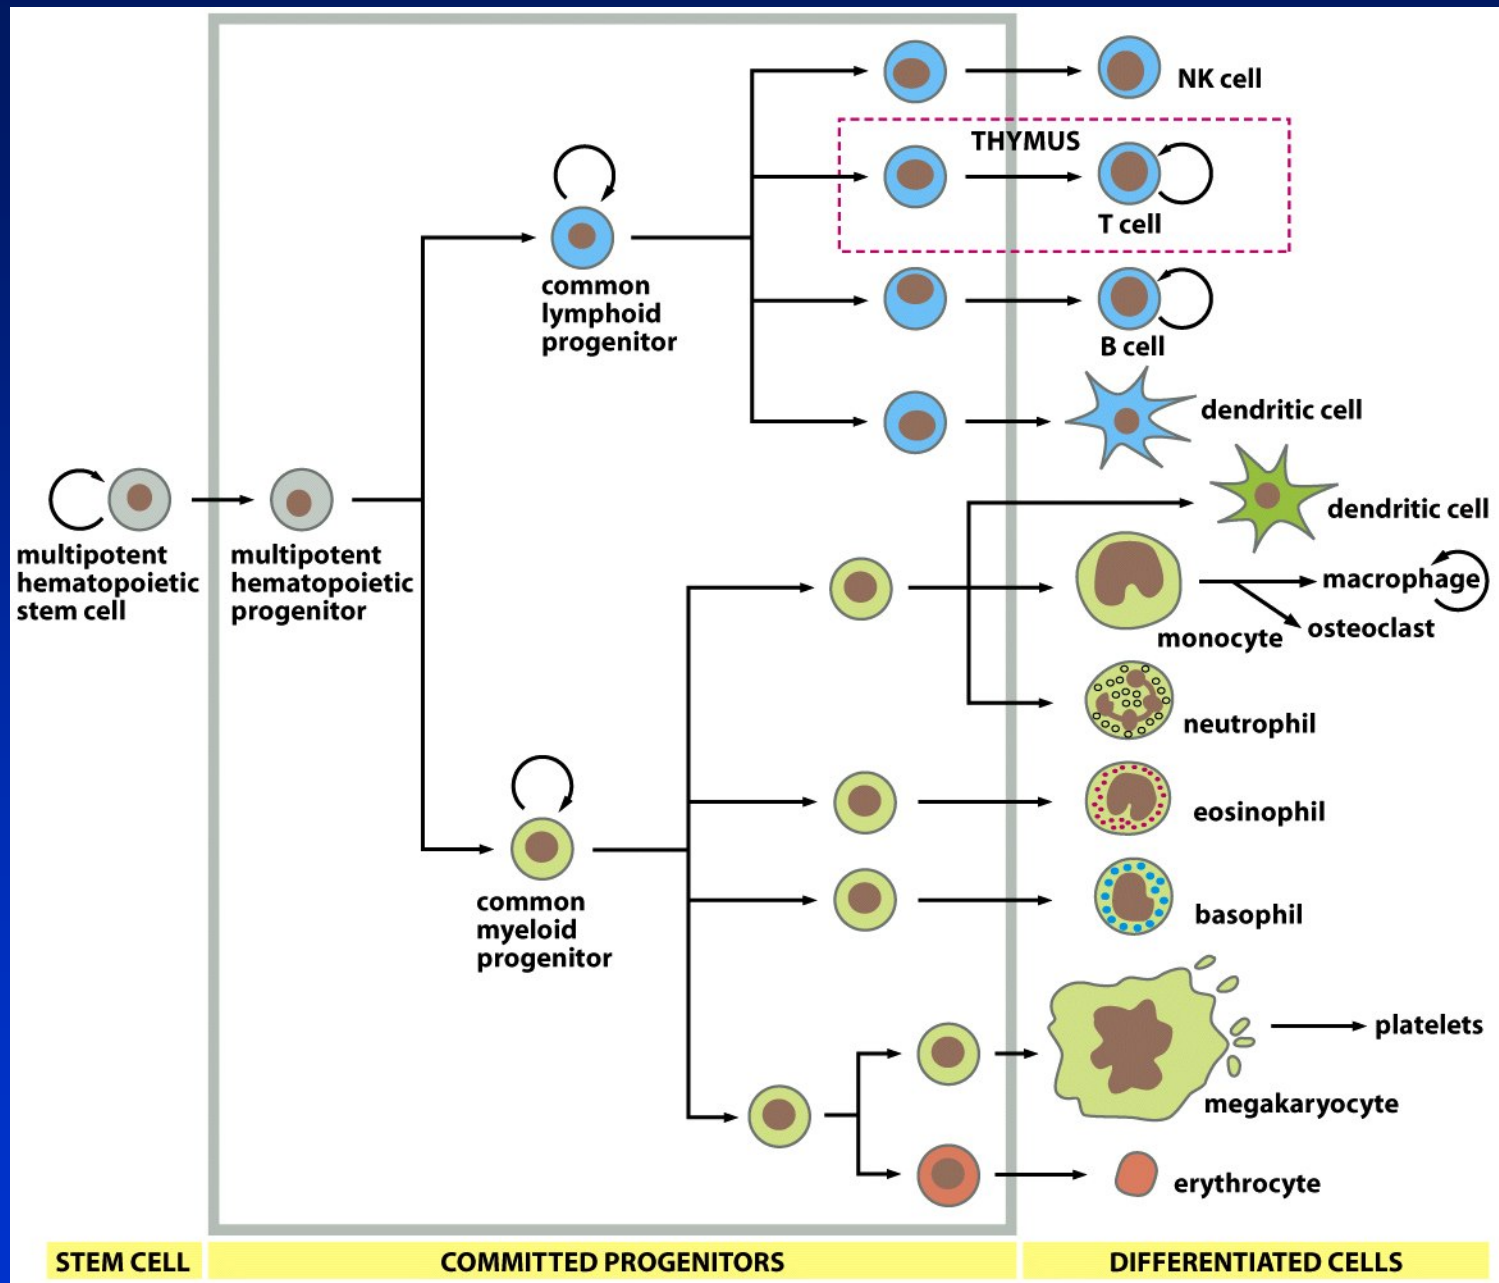 NK cell
THYMUS
T cell
common
lymphoid
progenitor
B cell
dendritic cell
dendritic cell
multipotent
hematopoietic
stem cell
multipotent
hematopoietic
progenitor
macrophage
osteoclast
monocyte
neutrophil
eosinophil
common
myeloid
progenitor
basophil
platelets
megakaryocyte
erythrocyte
STEM CELL
COMMITTED PROGENITORS
DIFFERENTIATED CELLS